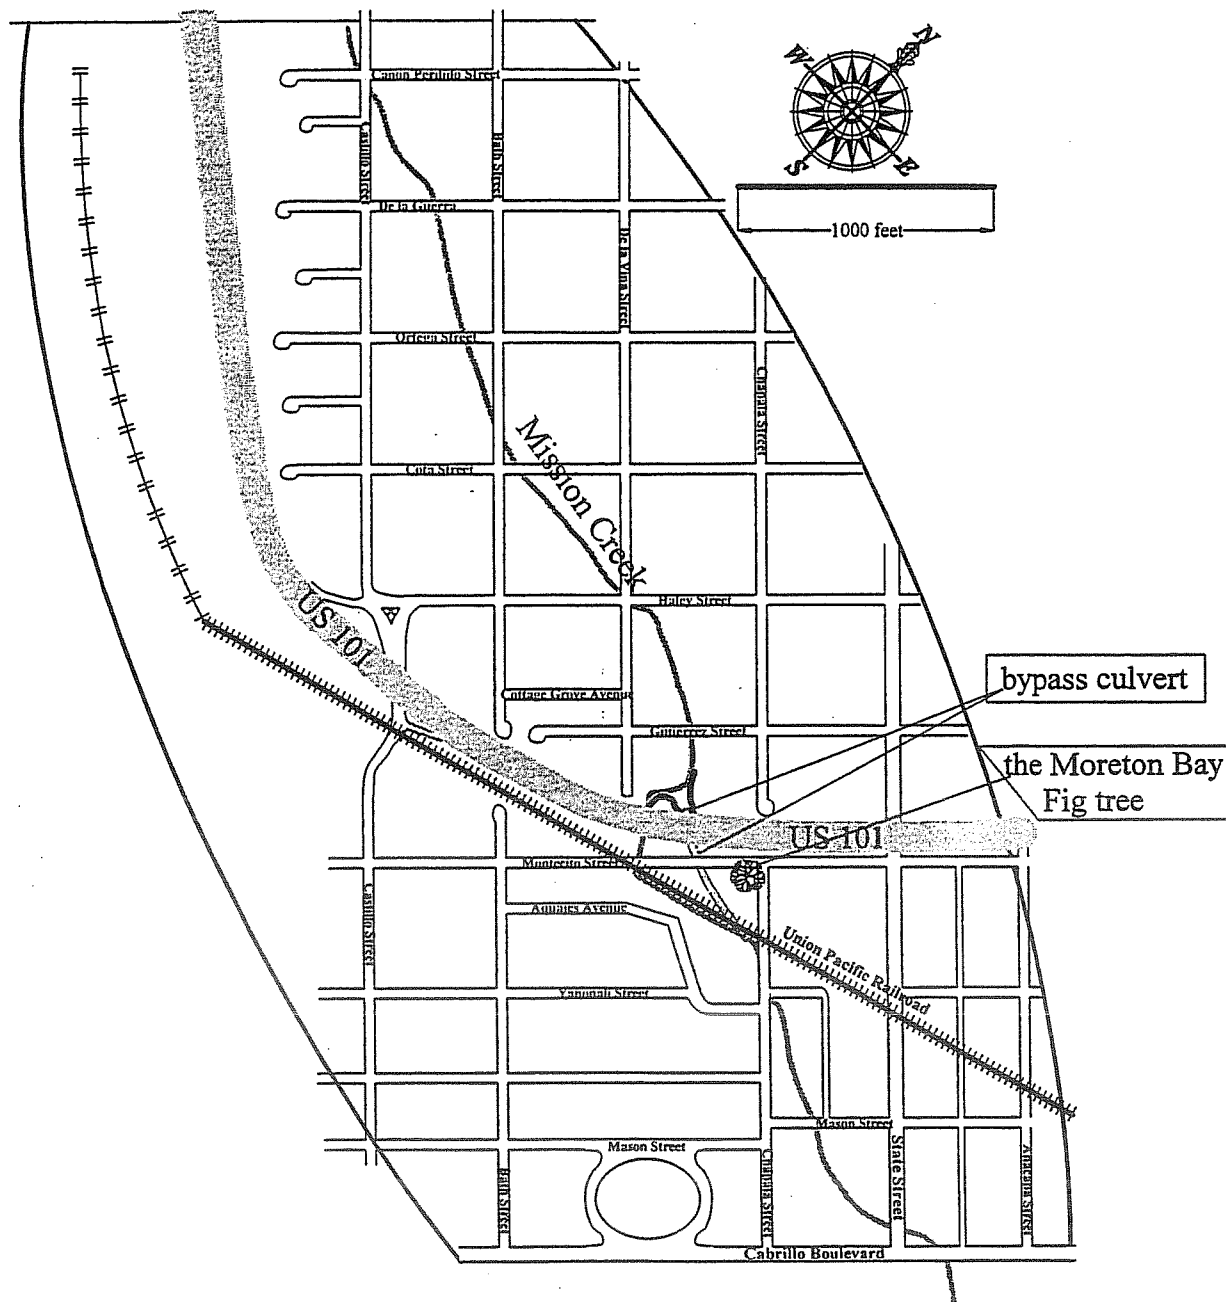 N
W
S
E
1000 feet
Canon Perdido Street
Castillo Street
Bath Street
De la Guerra
De la Vina Street
Ortega Street
Chapala Street
Mission Creek
Cota Street
Haley Street
US 101
Cottage Grove Avenue
Gutierrez Street
bypass culvert
the Moreton Bay
Fig tree
US 101
Montecito Street
Castillo Street
Union Pacific Railroad
Yanonali Street
Mason Street
Mason Street
Bath Street
Chapala Street
State Street
Anacapa Street
Cabrillo Boulevard